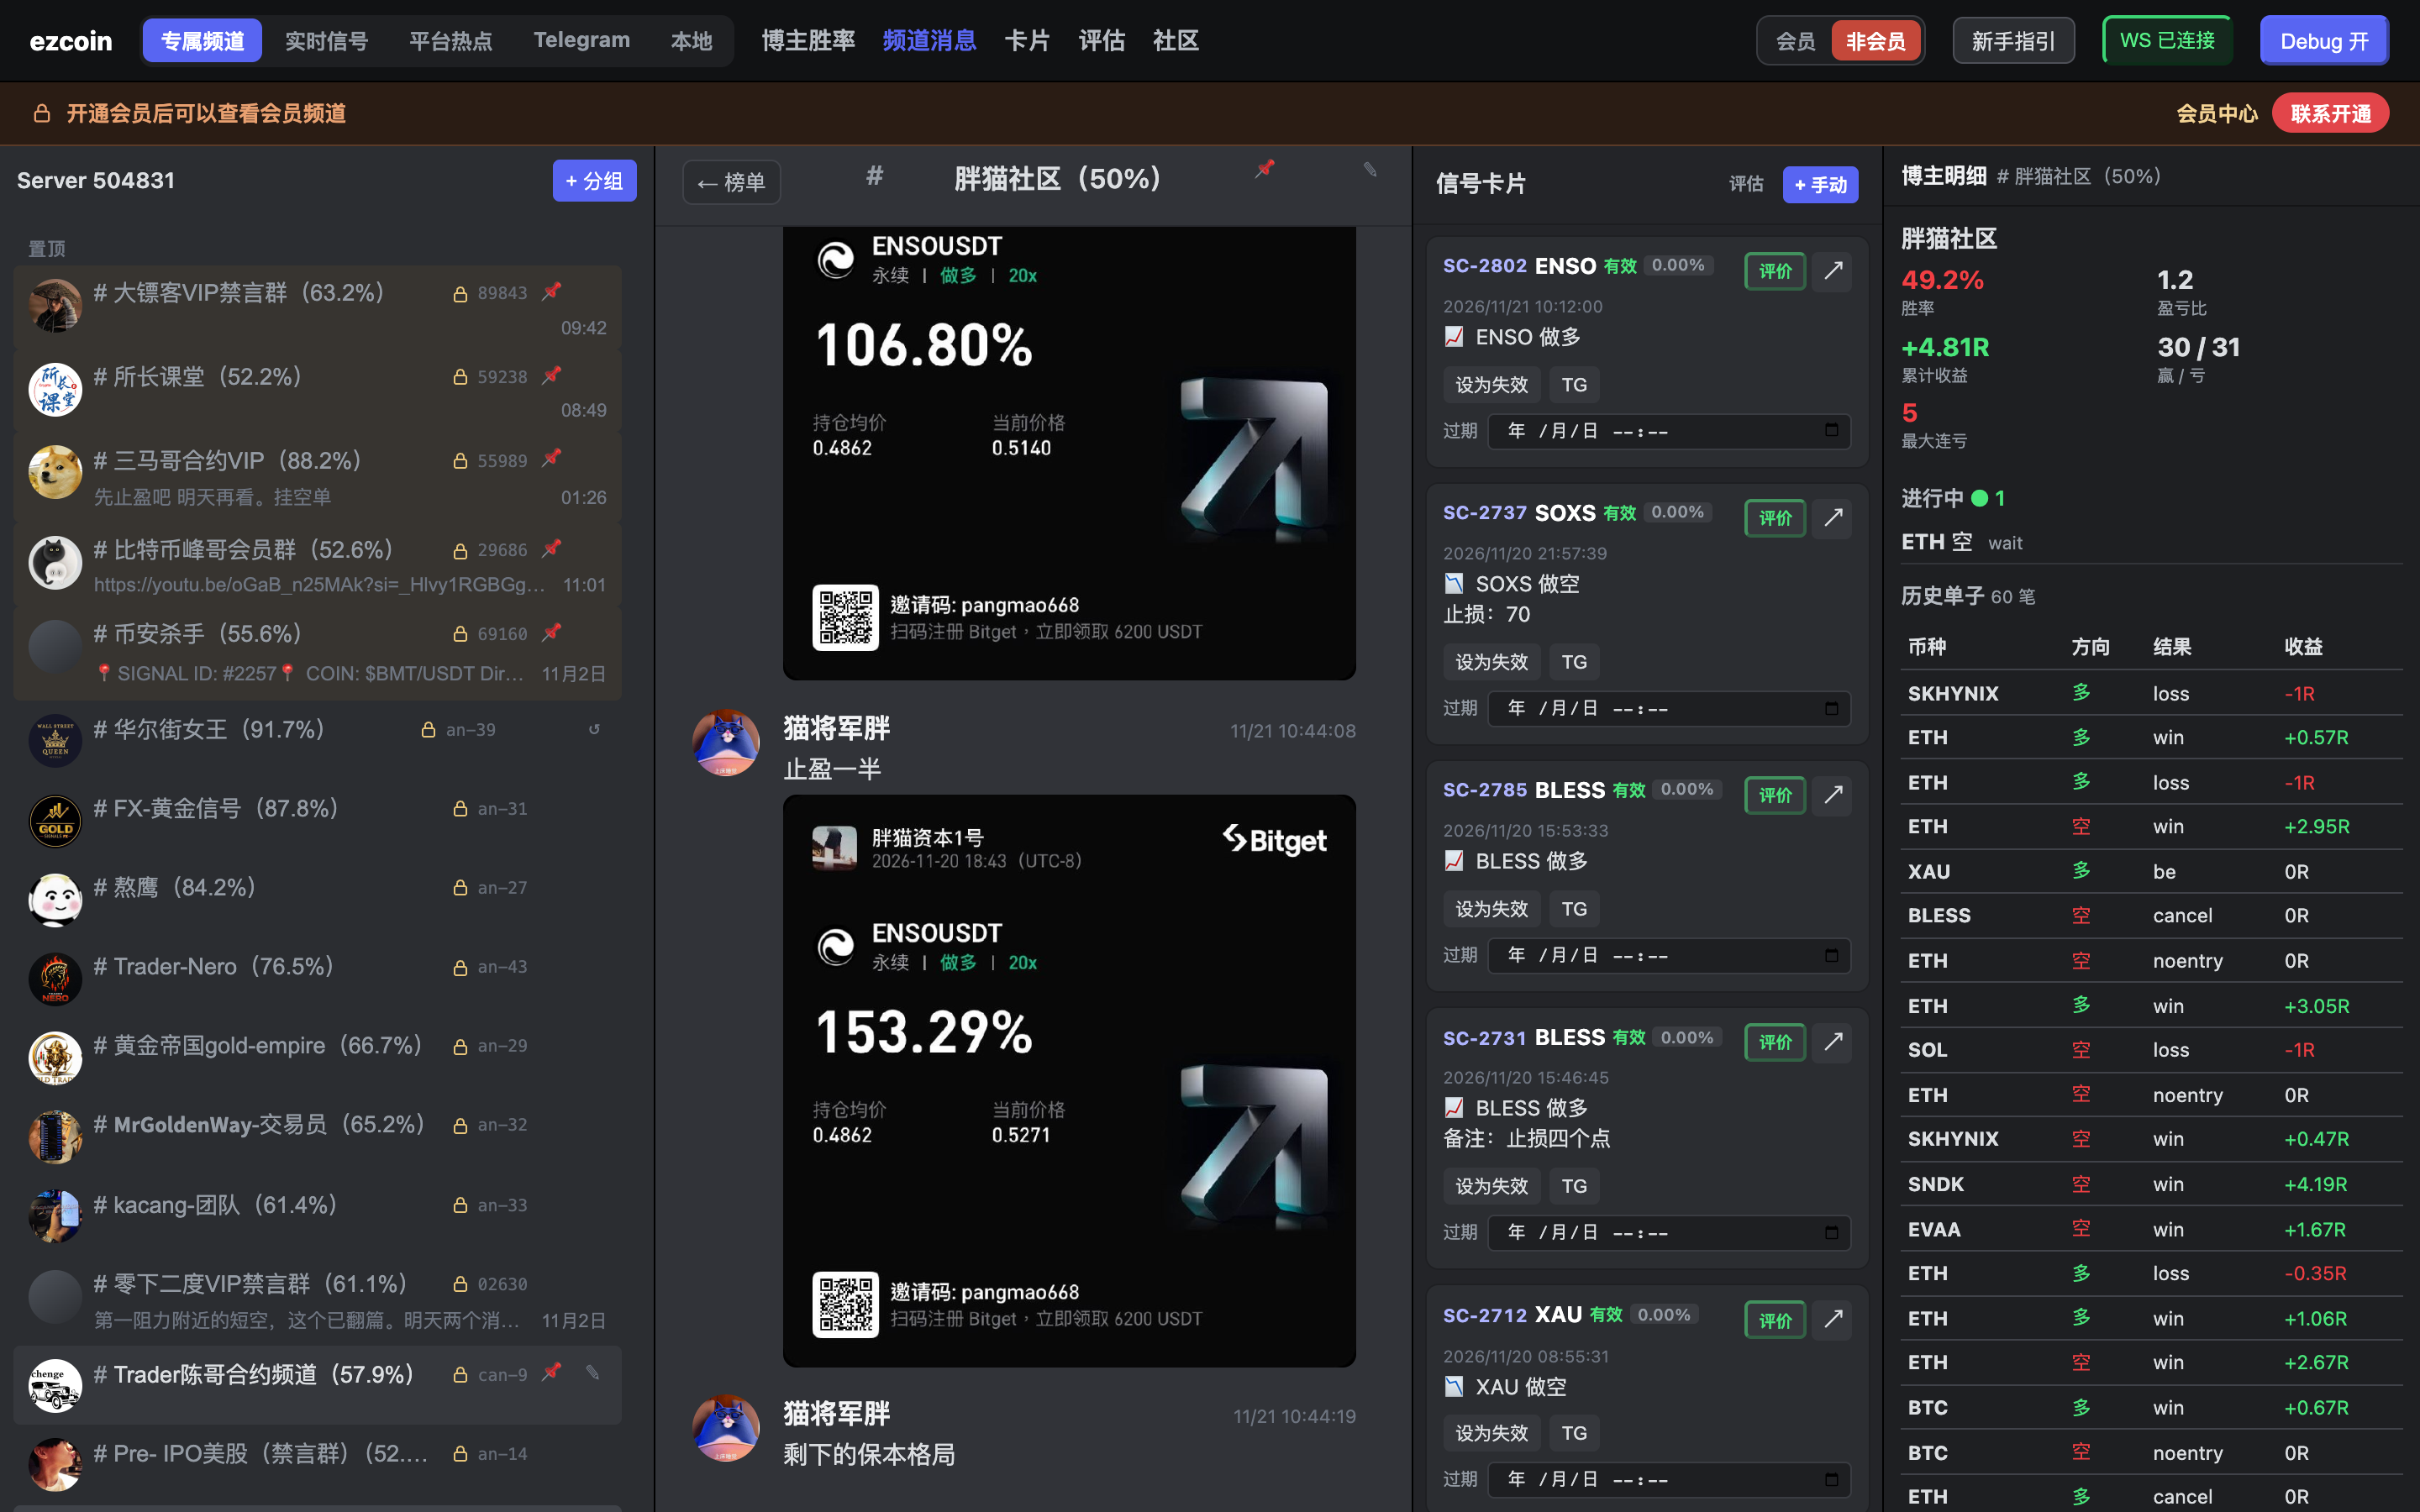 ezcoin
专属频道
实时信号
平台热点
Telegram
本地
博主胜率
频道消息
卡片
评估
社区
会员
非会员
新手指引
WS 已连接
Debug 开
开通会员后可以查看会员频道
会员中心
联系开通
Server 504831
+ 分组
置顶
# 大镖客VIP禁言群（63.2%）
89843
09:42
# 所长课堂（52.2%）
59238
08:49
# 三马哥合约VIP（88.2%）
55989
先止盈吧 明天再看。挂空单
01:26
# 比特币峰哥会员群（52.6%）
29686
https://youtu.be/oGaB_n25MAk?si=_Hlvy1RGBGg...
11:01
# 币安杀手（55.6%）
69160
SIGNAL ID: #2257 COIN: $BMT/USDT Dir...
11月2日
# 华尔街女王（91.7%）
an-39
# FX-黄金信号（87.8%）
an-31
# 熬鹰（84.2%）
an-27
# Trader-Nero（76.5%）
an-43
# 黄金帝国gold-empire（66.7%）
an-29
# MrGoldenWay-交易员（65.2%）
an-32
# kacang-团队（61.4%）
an-33
# 零下二度VIP禁言群（61.1%）
02630
第一阻力附近的短空，这个已翻篇。明天两个消...
11月2日
# Trader陈哥合约频道（57.9%）
can-9
# Pre- IPO美股（禁言群）（52....
an-14
← 榜单
#
胖猫社区（50%）
ENSOUSDT
永续 | 做多 | 20x
106.80%
持仓均价
当前价格
0.4862
0.5140
邀请码: pangmao668
扫码注册 Bitget，立即领取 6200 USDT
猫将军胖
11/21 10:44:08
止盈一半
胖猫资本1号
2026-11-20 18:43（UTC-8）
Bitget
ENSOUSDT
永续 | 做多 | 20x
153.29%
持仓均价
当前价格
0.4862
0.5271
邀请码: pangmao668
扫码注册 Bitget，立即领取 6200 USDT
猫将军胖
11/21 10:44:19
剩下的保本格局
信号卡片
评估
+ 手动
SC-2802 ENSO 有效 0.00%
评价
2026/11/21 10:12:00
ENSO 做多
设为失效
TG
过期
年 /月/日 --:--
SC-2737 SOXS 有效 0.00%
评价
2026/11/20 21:57:39
SOXS 做空
止损：70
设为失效
TG
过期
年 /月/日 --:--
SC-2785 BLESS 有效 0.00%
评价
2026/11/20 15:53:33
BLESS 做多
设为失效
TG
过期
年 /月/日 --:--
SC-2731 BLESS 有效 0.00%
评价
2026/11/20 15:46:45
BLESS 做多
备注：止损四个点
设为失效
TG
过期
年 /月/日 --:--
SC-2712 XAU 有效 0.00%
评价
2026/11/20 08:55:31
XAU 做空
设为失效
TG
过期
年 /月/日 --:--
博主明细 # 胖猫社区（50%）
胖猫社区
49.2%
胜率
1.2
盈亏比
+4.81R
累计收益
30 / 31
赢 / 亏
5
最大连亏
进行中 1
ETH 空 wait
历史单子 60 笔
币种 方向 结果 收益
SKHYNIX 多 loss -1R
ETH 多 win +0.57R
ETH 多 loss -1R
ETH 空 win +2.95R
XAU 多 be 0R
BLESS 空 cancel 0R
ETH 空 noentry 0R
ETH 多 win +3.05R
SOL 空 loss -1R
ETH 空 noentry 0R
SKHYNIX 空 win +0.47R
SNDK 空 win +4.19R
EVAA 空 win +1.67R
ETH 多 loss -0.35R
ETH 多 win +1.06R
ETH 空 win +2.67R
BTC 多 win +0.67R
BTC 空 noentry 0R
ETH 多 cancel 0R